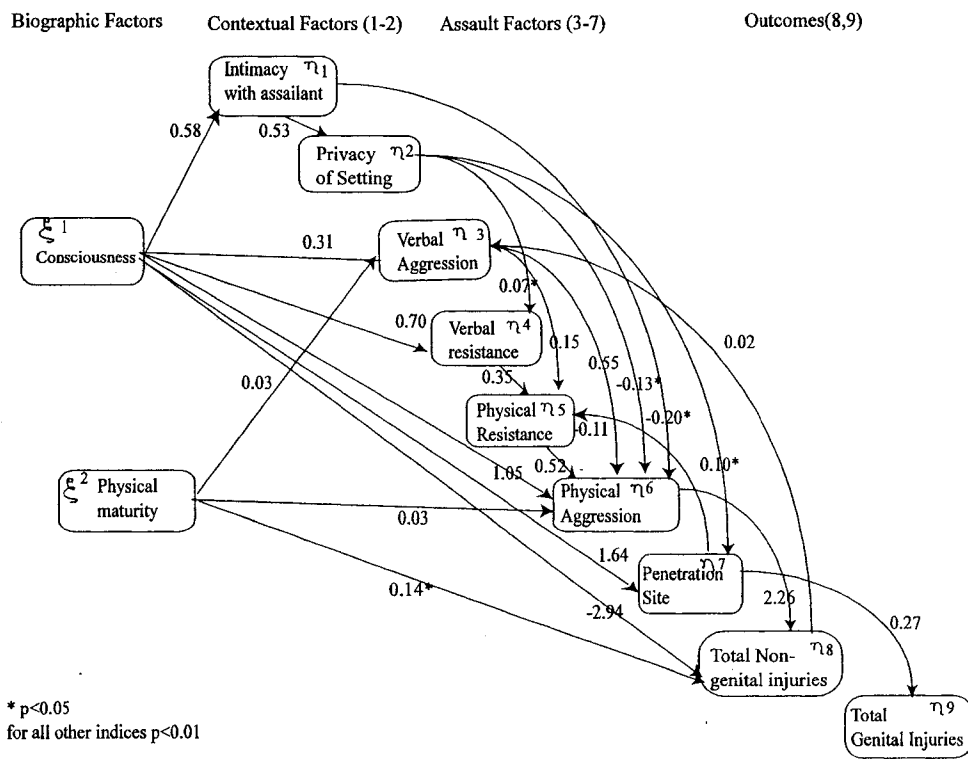 Biographic Factors
Contextual Factors (1-2)
Assault Factors (3-7)
Outcomes(8,9)
Intimacy η1
with assailant
0.58
0.53
Privacy η2
of Setting
ξ 1
Consciousness
0.31
Verbal η 3
Aggression
0.07*
0.70
Verbal η4
resistance
0.15
0.55
0.02
-0.13*
0.03
0.35
Physical η5
Resistance
-0.11
-0.20*
0.10*
0.52
1.05
ξ 2 Physical
maturity
Physical η6
Aggression
0.03
1.64
η7
Penetration
Site
0.14*
-2.94
2.26
0.27
Total Non- η8
genital injuries
Total η9
Genital Injuries
* p<0.05
for all other indices p<0.01